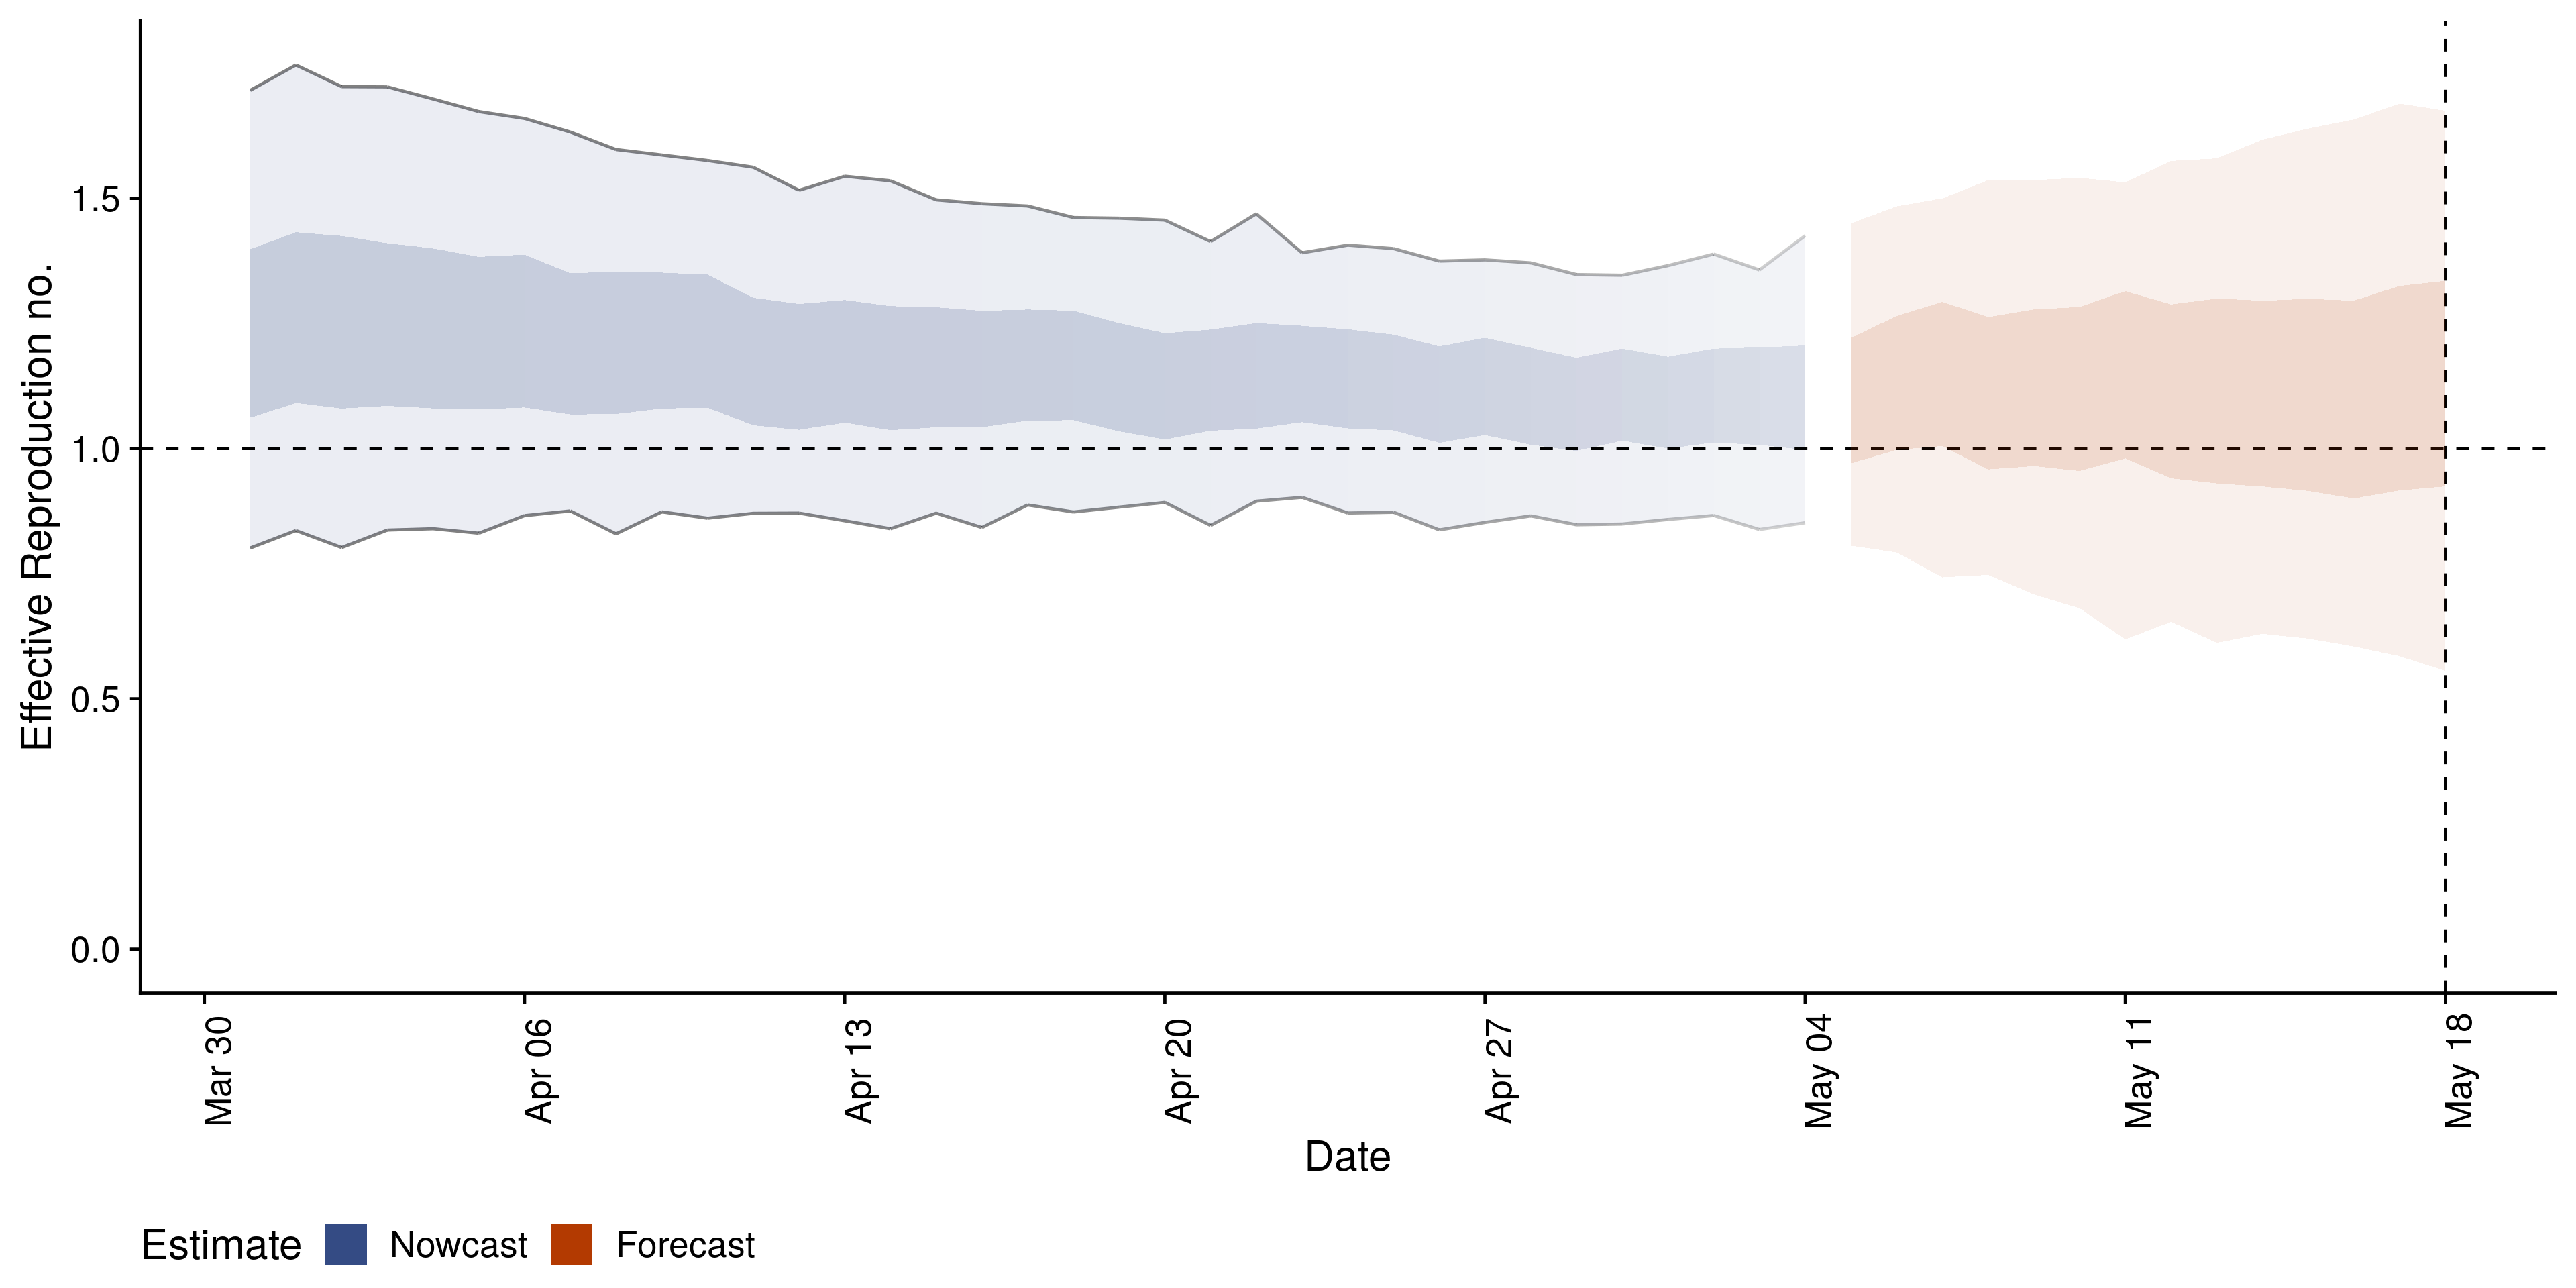 Effective Reproduction no.
1.5
1.0
0.5
0.0
Mar 30
Apr 06
Apr 13
Apr 20
Apr 27
May 04
May 11
May 18
Date
Estimate Nowcast Forecast